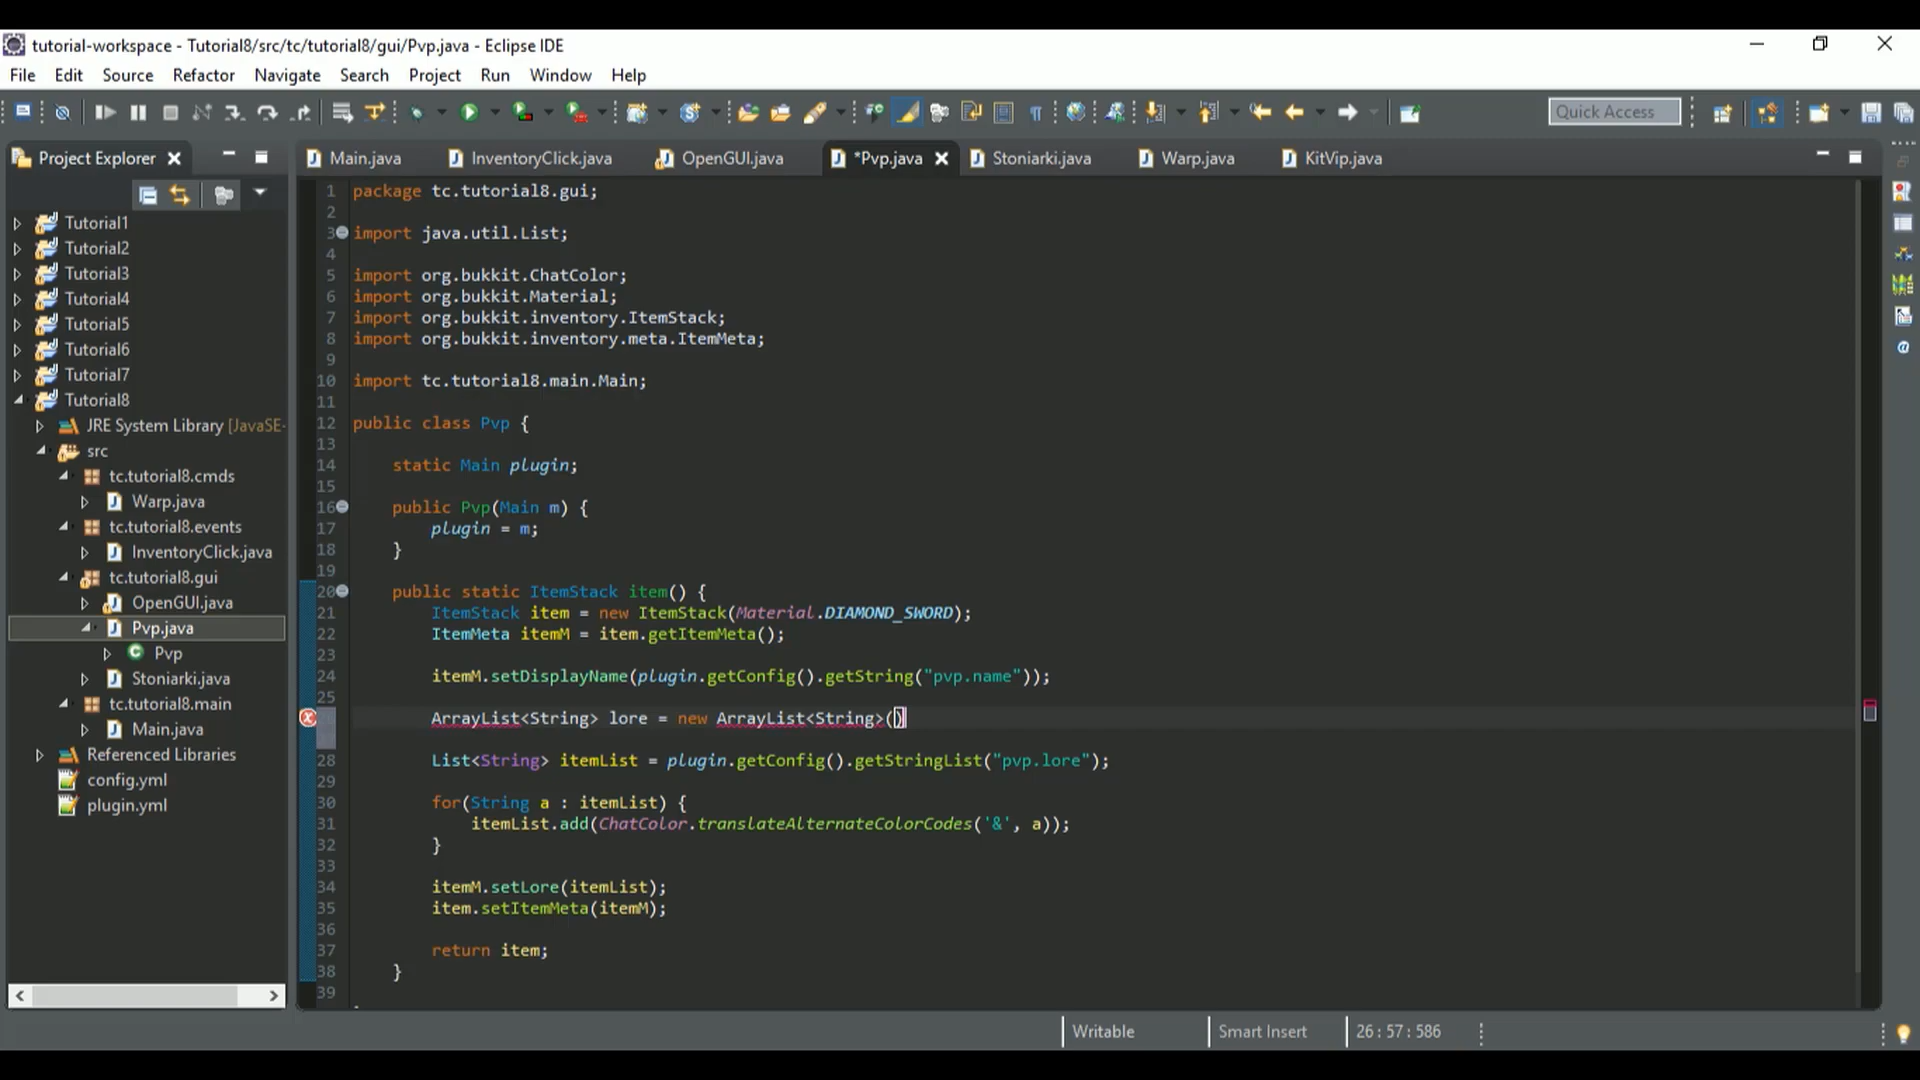 tutorial-workspace - Tutorial8/src/tc/tutorial8/gui/Pvp.java - Eclipse IDE
File Edit Source Refactor Navigate Search Project Run Window Help
Quick Access
Project Explorer
Main.java InventoryClick.java OpenGUI.java *Pvp.java Stoniarki.java Warp.java KitVip.java
Tutorial1
Tutorial2
Tutorial3
Tutorial4
Tutorial5
Tutorial6
Tutorial7
Tutorial8
JRE System Library [JavaSE-
src
tc.tutorial8.cmds
Warp.java
tc.tutorial8.events
InventoryClick.java
tc.tutorial8.gui
OpenGUI.java
Pvp.java
Pvp
Stoniarki.java
tc.tutorial8.main
Main.java
Referenced Libraries
config.yml
plugin.yml
1 package tc.tutorial8.gui;
2
3 import java.util.List;
4
5 import org.bukkit.ChatColor;
6 import org.bukkit.Material;
7 import org.bukkit.inventory.ItemStack;
8 import org.bukkit.inventory.meta.ItemMeta;
9
10 import tc.tutorial8.main.Main;
11
12 public class Pvp {
13
14 static Main plugin;
15
16 public Pvp(Main m) {
17 plugin = m;
18 }
19
20 public static ItemStack item() {
21 ItemStack item = new ItemStack(Material.DIAMOND_SWORD);
22 ItemMeta itemM = item.getItemMeta();
23
24 itemM.setDisplayName(plugin.getConfig().getString("pvp.name"));
25
ArrayList<String> lore = new ArrayList<String>()
28 List<String> itemList = plugin.getConfig().getStringList("pvp.lore");
29
30 for(String a : itemList) {
31 itemList.add(ChatColor.translateAlternateColorCodes('&', a));
32 }
33
34 itemM.setLore(itemList);
35 item.setItemMeta(itemM);
36
37 return item;
38 }
39
Writable Smart Insert 26 : 57 : 586